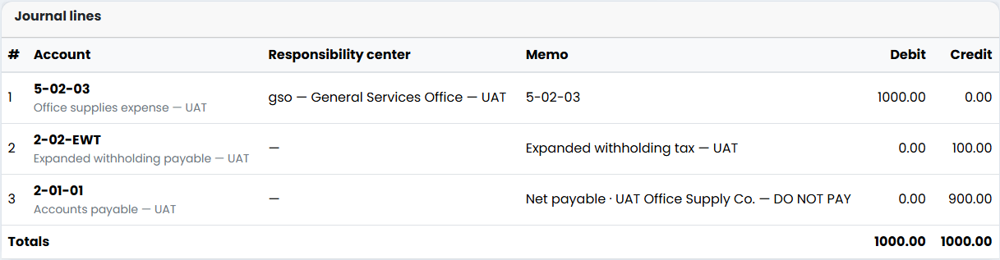 Journal lines
# Account Responsibility center Memo Debit Credit
1 5-02-03 gso — General Services Office — UAT 5-02-03 1000.00 0.00
Office supplies expense — UAT
2 2-02-EWT — Expanded withholding tax — UAT 0.00 100.00
Expanded withholding payable — UAT
3 2-01-01 — Net payable · UAT Office Supply Co. — DO NOT PAY 0.00 900.00
Accounts payable — UAT
Totals 1000.00 1000.00